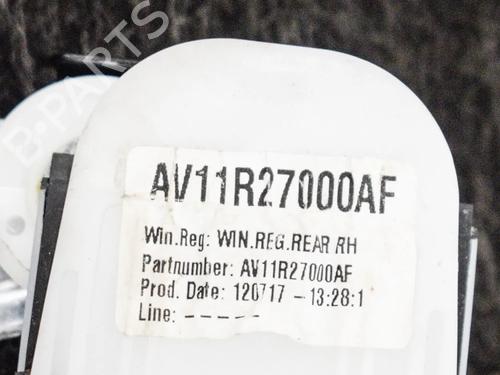 B-PARTS
AV11R27000AF
Win.Reg: WIN.REG.REAR RH
Partnumber: AV11R27000AF
Prod. Date: 120717 -13:28:1
Line: -----